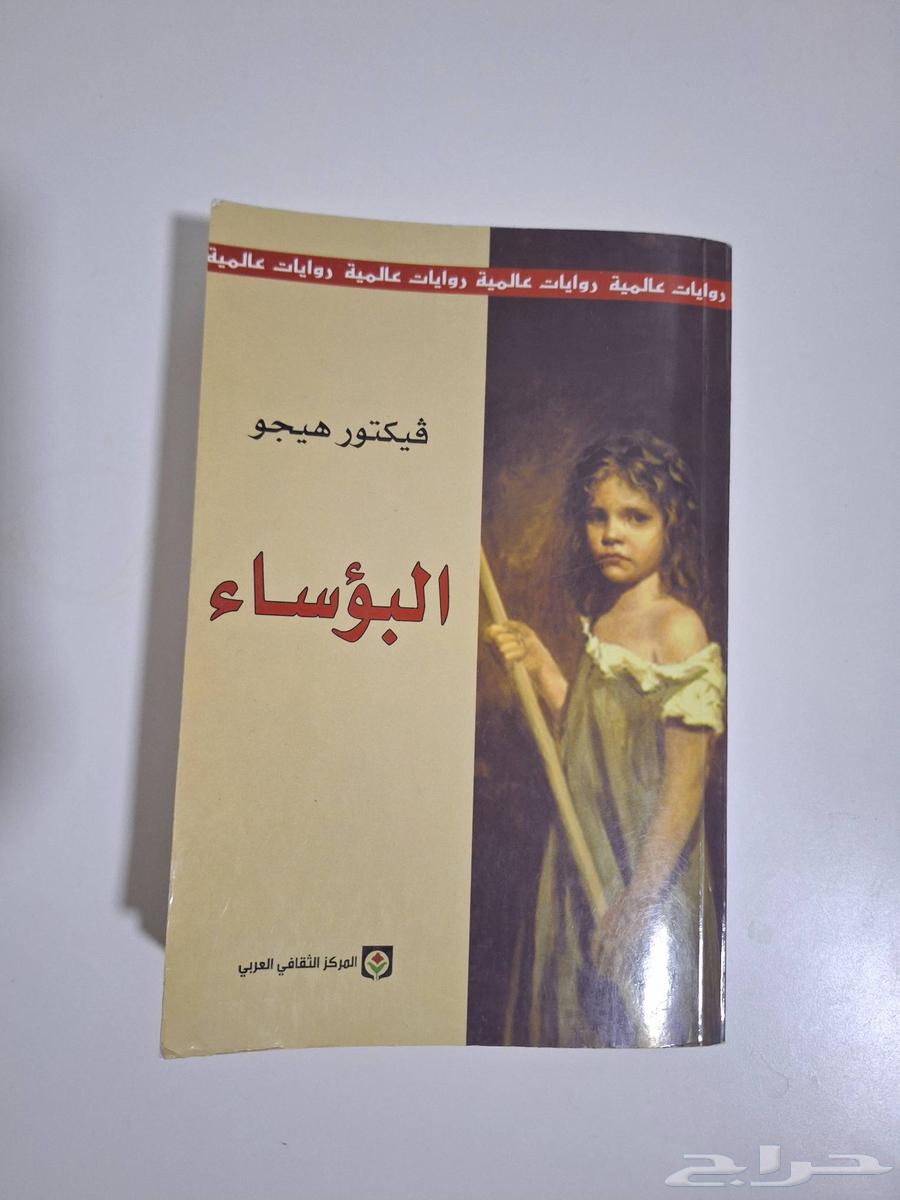 روايات عالمية روايات عالمية روايات عالمية روايات عالمية
ڤيكتور هيجو
البؤساء
المركز الثقافي العربي
حراج